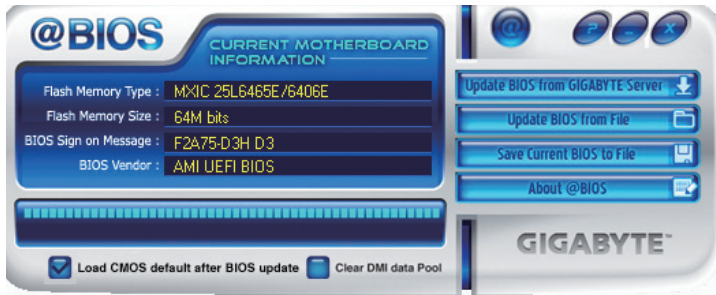 @BIOS
CURRENT MOTHERBOARD
INFORMATION
Flash Memory Type : MXIC 25L6465E/6406E
Flash Memory Size : 64M bits
BIOS Sign on Message : F2A75-D3H D3
BIOS Vendor : AMI UEFI BIOS
Load CMOS default after BIOS update
Clear DMI data Pool
@ ? _ X
Update BIOS from GIGABYTE Server
Update BIOS from File
Save Current BIOS to File
About @BIOS
GIGABYTE™